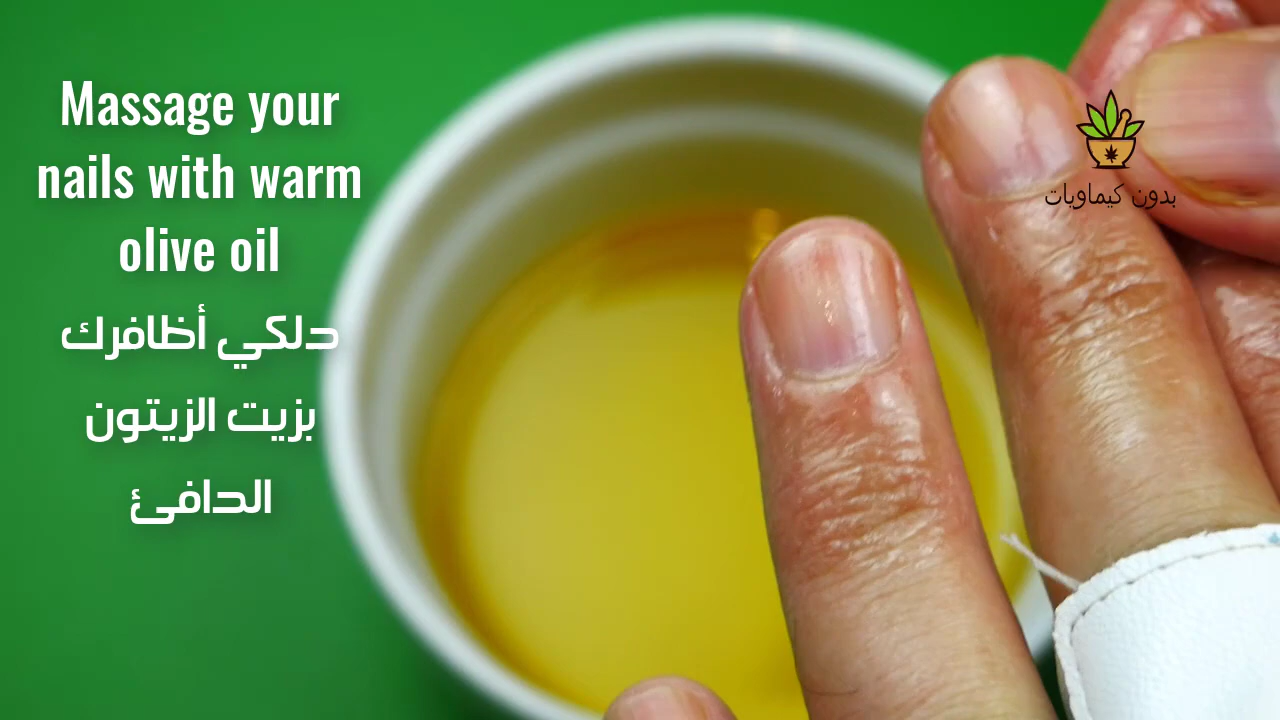 Massage your
nails with warm
olive oil
دلكي أظافرك
بزيت الزيتون
الدافئ
بدون كيماويات